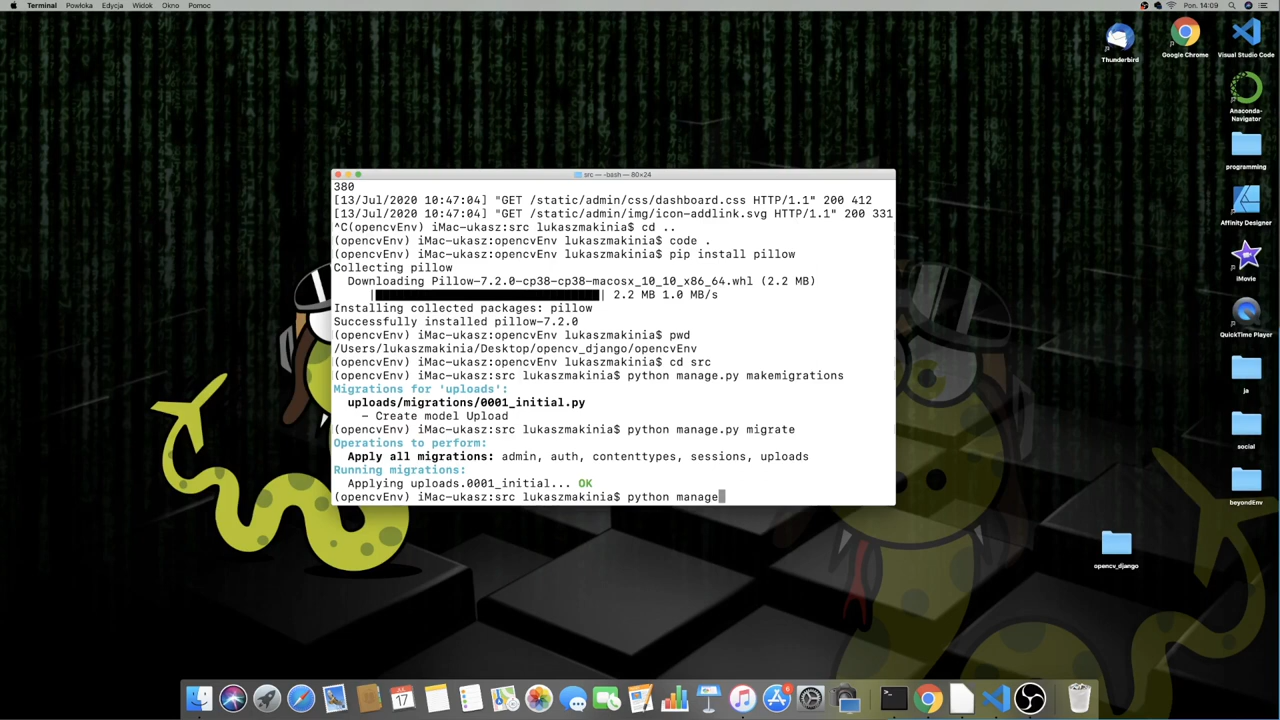 Terminal Powłoka Edycja Widok Okno Pomoc
Pon. 14:09
Thunderbird
Google Chrome
Visual Studio Code
Anaconda-
Navigator
programming
Affinity Designer
iMovie
QuickTime Player
ja
social
beyondEnv
opencv_django
src — -bash — 80×24
380
[13/Jul/2020 10:47:04] "GET /static/admin/css/dashboard.css HTTP/1.1" 200 412
[13/Jul/2020 10:47:04] "GET /static/admin/img/icon-addlink.svg HTTP/1.1" 200 331
^C(opencvEnv) iMac-ukasz:src lukaszmakinia$ cd ..
(opencvEnv) iMac-ukasz:opencvEnv lukaszmakinia$ code .
(opencvEnv) iMac-ukasz:opencvEnv lukaszmakinia$ pip install pillow
Collecting pillow
Downloading Pillow-7.2.0-cp38-cp38-macosx_10_10_x86_64.whl (2.2 MB)
| | 2.2 MB 1.0 MB/s
Installing collected packages: pillow
Successfully installed pillow-7.2.0
(opencvEnv) iMac-ukasz:opencvEnv lukaszmakinia$ pwd
/Users/lukaszmakinia/Desktop/opencv_django/opencvEnv
(opencvEnv) iMac-ukasz:opencvEnv lukaszmakinia$ cd src
(opencvEnv) iMac-ukasz:src lukaszmakinia$ python manage.py makemigrations
Migrations for 'uploads':
uploads/migrations/0001_initial.py
- Create model Upload
(opencvEnv) iMac-ukasz:src lukaszmakinia$ python manage.py migrate
Operations to perform:
Apply all migrations: admin, auth, contenttypes, sessions, uploads
Running migrations:
Applying uploads.0001_initial... OK
(opencvEnv) iMac-ukasz:src lukaszmakinia$ python manage
17
6